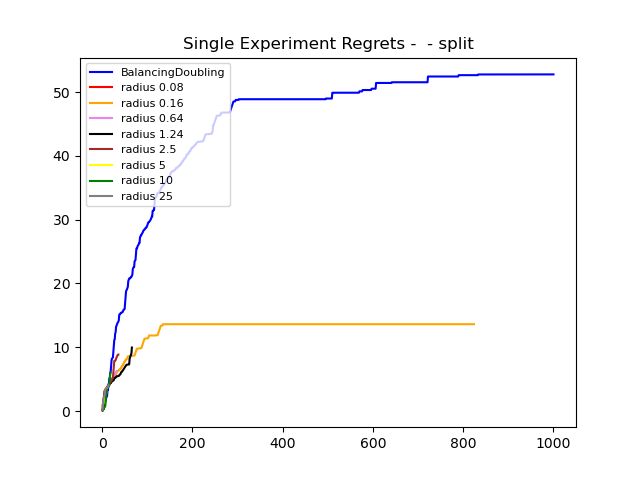 Single Experiment Regrets -  - split
BalancingDoubling
radius 0.08
radius 0.16
radius 0.64
radius 1.24
radius 2.5
radius 5
radius 10
radius 25
50
40
30
20
10
0
0 200 400 600 800 1000